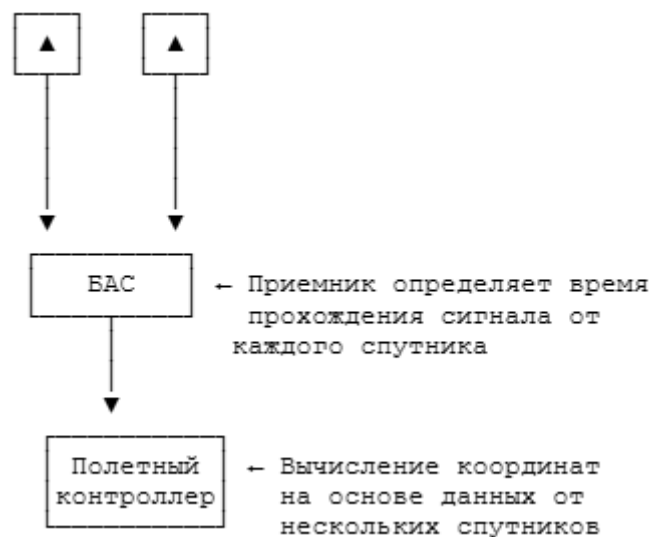 ▲ ▲
БАС ← Приемник определяет время
прохождения сигнала от
каждого спутника
Полетный ← Вычисление координат
контроллер на основе данных от
нескольких спутников